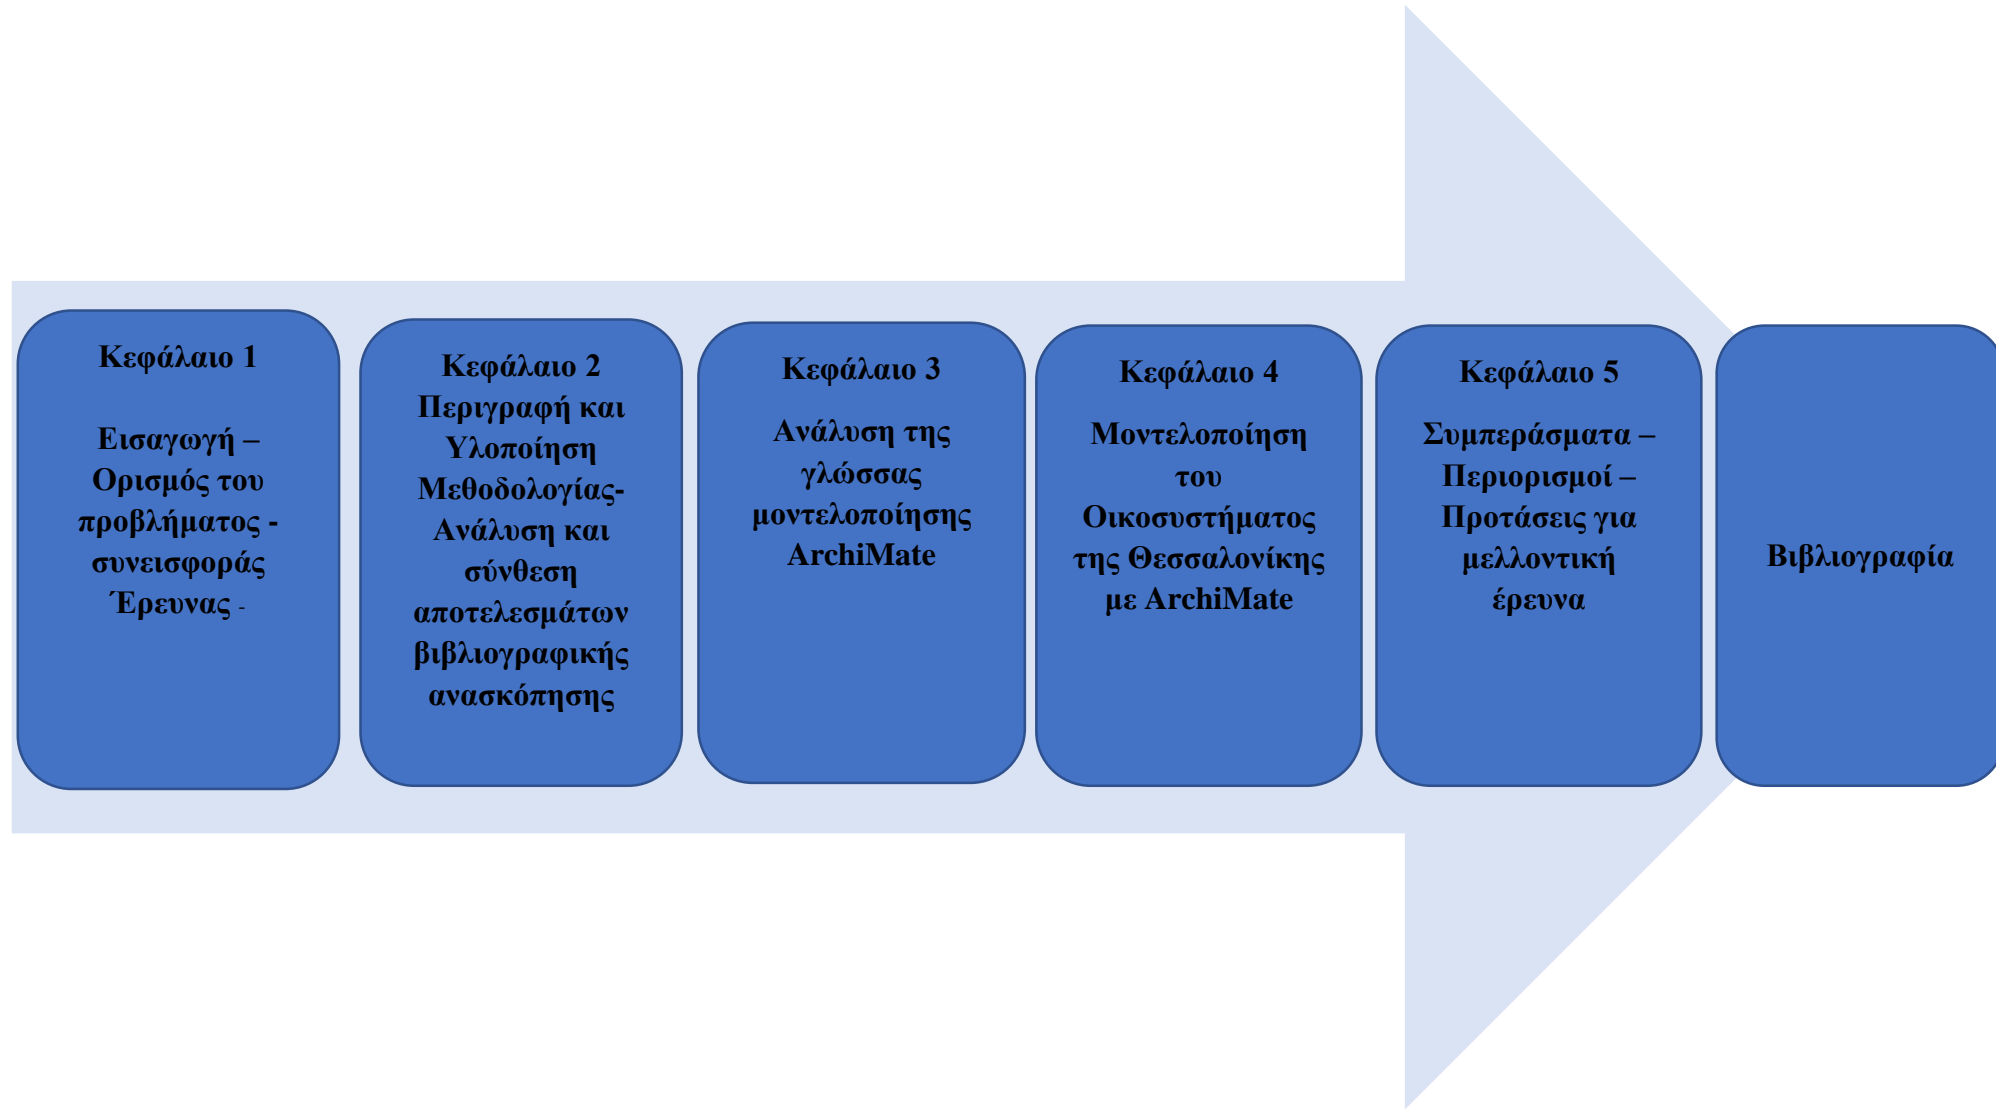 Κεφάλαιο 1
Εισαγωγή –
Ορισμός του
προβλήματος -
συνεισφοράς
Έρευνας -
Κεφάλαιο 2
Περιγραφή και
Υλοποίηση
Μεθοδολογίας-
Ανάλυση και
σύνθεση
αποτελεσμάτων
βιβλιογραφικής
ανασκόπησης
Κεφάλαιο 3
Ανάλυση της
γλώσσας
μοντελοποίησης
ArchiMate
Κεφάλαιο 4
Μοντελοποίηση
του
Οικοσυστήματος
της Θεσσαλονίκης
με ArchiMate
Κεφάλαιο 5
Συμπεράσματα –
Περιορισμοί –
Προτάσεις για
μελλοντική
έρευνα
Βιβλιογραφία